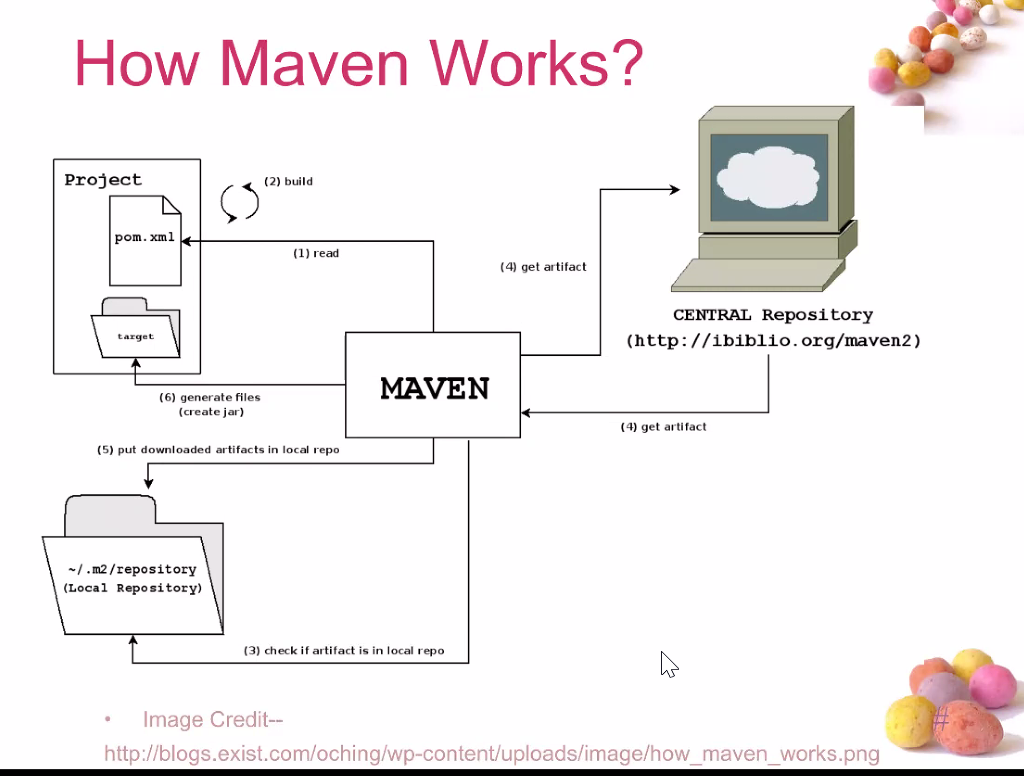 How Maven Works?
Project
pom.xml
target
(2) build
(1) read
(4) get artifact
CENTRAL Repository
(http://ibiblio.org/maven2)
MAVEN
(4) get artifact
(6) generate files
(create jar)
(5) put downloaded artifacts in local repo
~/.m2/repository
(Local Repository)
(3) check if artifact is in local repo
• Image Credit--
http://blogs.exist.com/oching/wp-content/uploads/image/how_maven_works.png
#